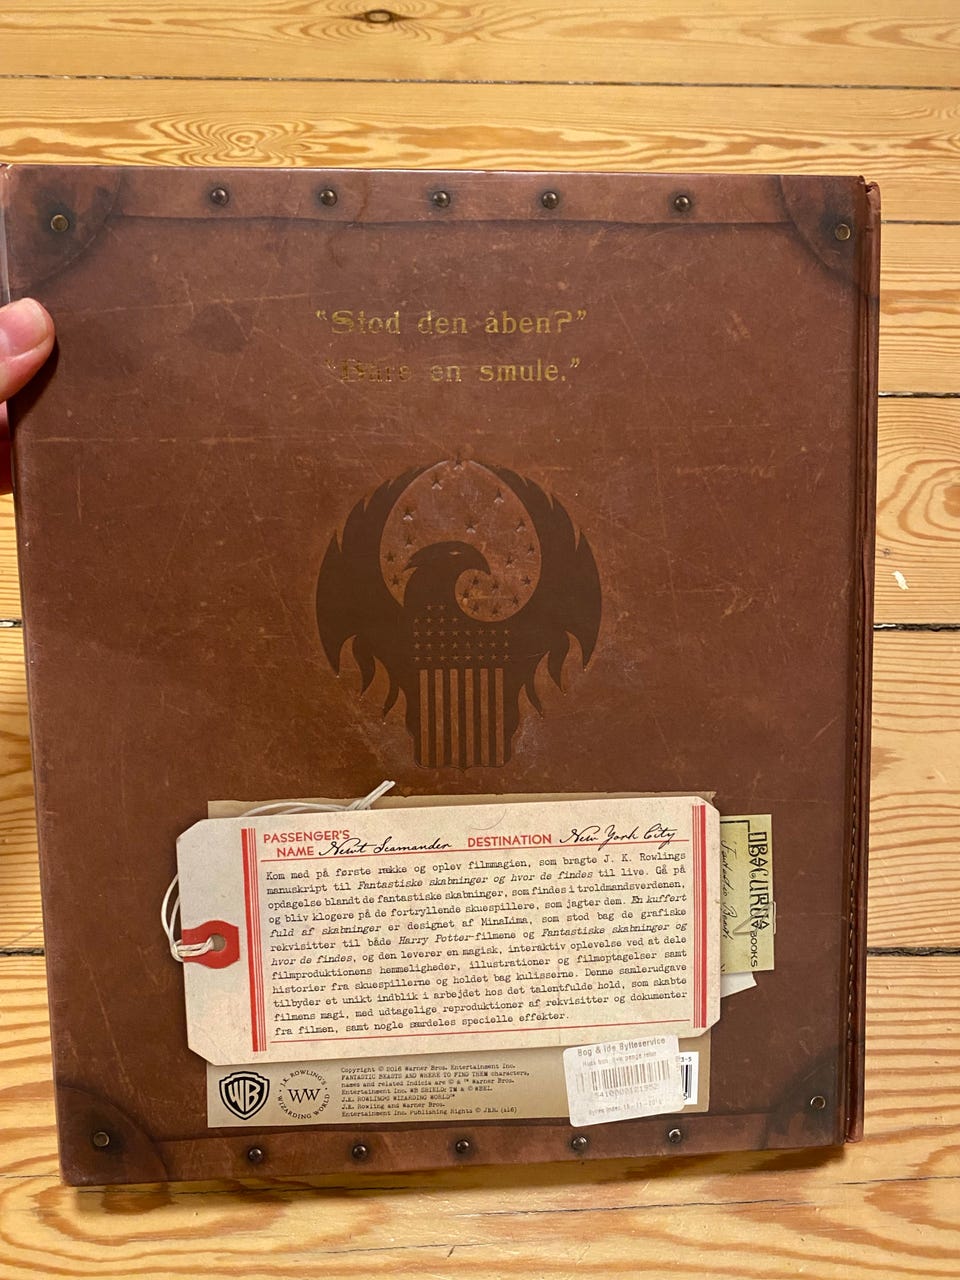 “Stod den åben?”
“Bare en smule.”
PASSENGER'S
NAME Newt Scamander DESTINATION New York City
Kom med på første række og oplev filmmagien, som bragte J. K. Rowlings
manuskript til Fantastiske skabninger og hvor de findes til live. Gå på
opdagelse blandt de fantastiske skabninger, som findes i troldmandsverdenen,
og bliv klogere på de fortryllende skuespillere, som jagter dem. En kuffert
fuld af skabninger er designet af MinaLima, som stod bag de grafiske
rekvisitter til både Harry Potter-filmene og Fantastiske skabninger og
hvor de findes, og den leverer en magisk, interaktiv oplevelse ved at dele
filmproduktionens hemmeligheder, illustrationer og filmoptagelser samt
historier fra skuespillerne og holdet bag kulisserne. Denne samlerudgave
tilbyder et unikt indblik i arbejdet hos det talentfulde hold, som skabte
filmens magi, med udtagelige reproduktioner af rekvisitter og dokumenter
fra filmen, samt nogle særdeles specielle effekter.
OBSCURUS
BOOKS
WB
J.K. ROWLING'S
WW
WIZARDING WORLD
Copyright © 2016 Warner Bros. Entertainment Inc.
FANTASTIC BEASTS AND WHERE TO FIND THEM characters,
names and related indicia are © & ™ Warner Bros.
Entertainment Inc. WB SHIELD: TM & © WBEI.
J.K. ROWLING'S WIZARDING WORLD™
J.K. Rowling and Warner Bros.
Entertainment Inc. Publishing Rights © JKR. (s16)
Bog & Ide Bytteservice
Husk bon
3-5
5